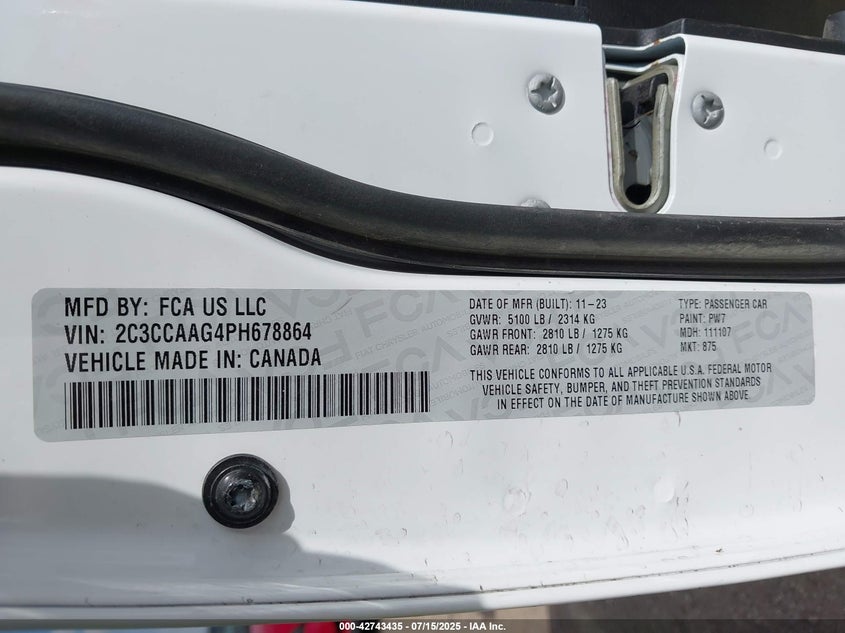 MFD BY: FCA US LLC
VIN: 2C3CCAAG4PH678864
VEHICLE MADE IN: CANADA
DATE OF MFR (BUILT): 11-23
GVWR: 5100 LB / 2314 KG
GAWR FRONT: 2810 LB / 1275 KG
GAWR REAR: 2810 LB / 1275 KG
TYPE: PASSENGER CAR
PAINT: PW7
MDH: 111107
MKT: 875
THIS VEHICLE CONFORMS TO ALL APPLICABLE U.S.A. FEDERAL MOTOR
VEHICLE SAFETY, BUMPER, AND THEFT PREVENTION STANDARDS
IN EFFECT ON THE DATE OF MANUFACTURE SHOWN ABOVE.
000-42743435 - 07/15/2025 - IAA Inc.